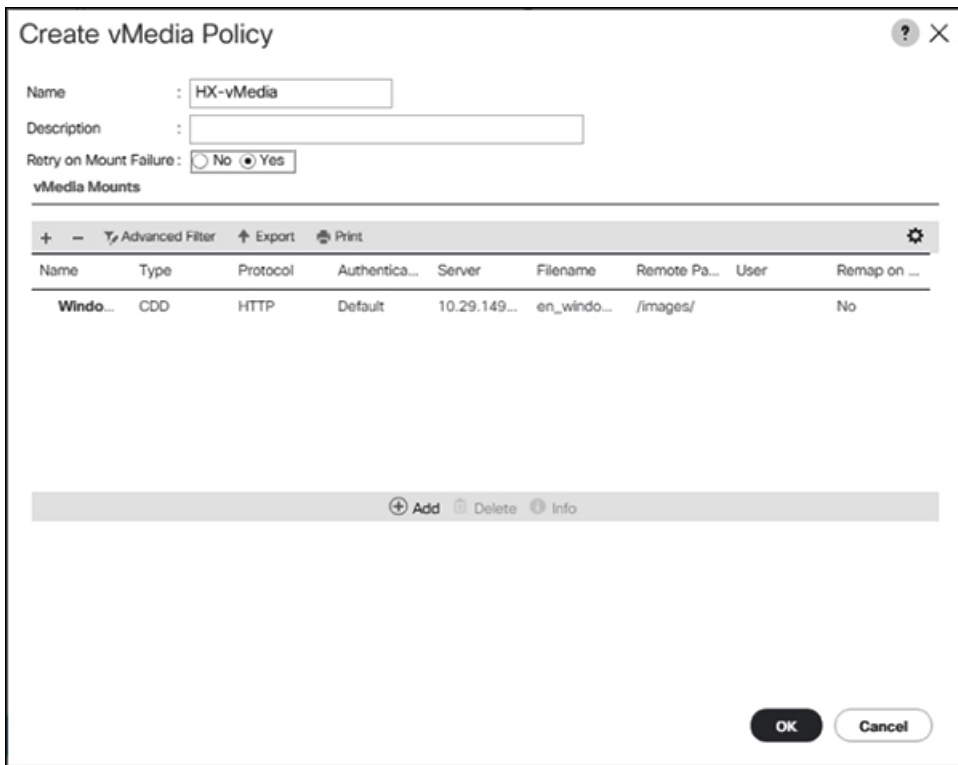 Create vMedia Policy
?
Name : HX-vMedia
Description :
Retry on Mount Failure : No Yes
vMedia Mounts
+ − Advanced Filter Export Print
Name Type Protocol Authentica... Server Filename Remote Pa... User Remap on ...
Windo... CDD HTTP Default 10.29.149... en_windo... /images/ No
Add Delete Info
OK Cancel